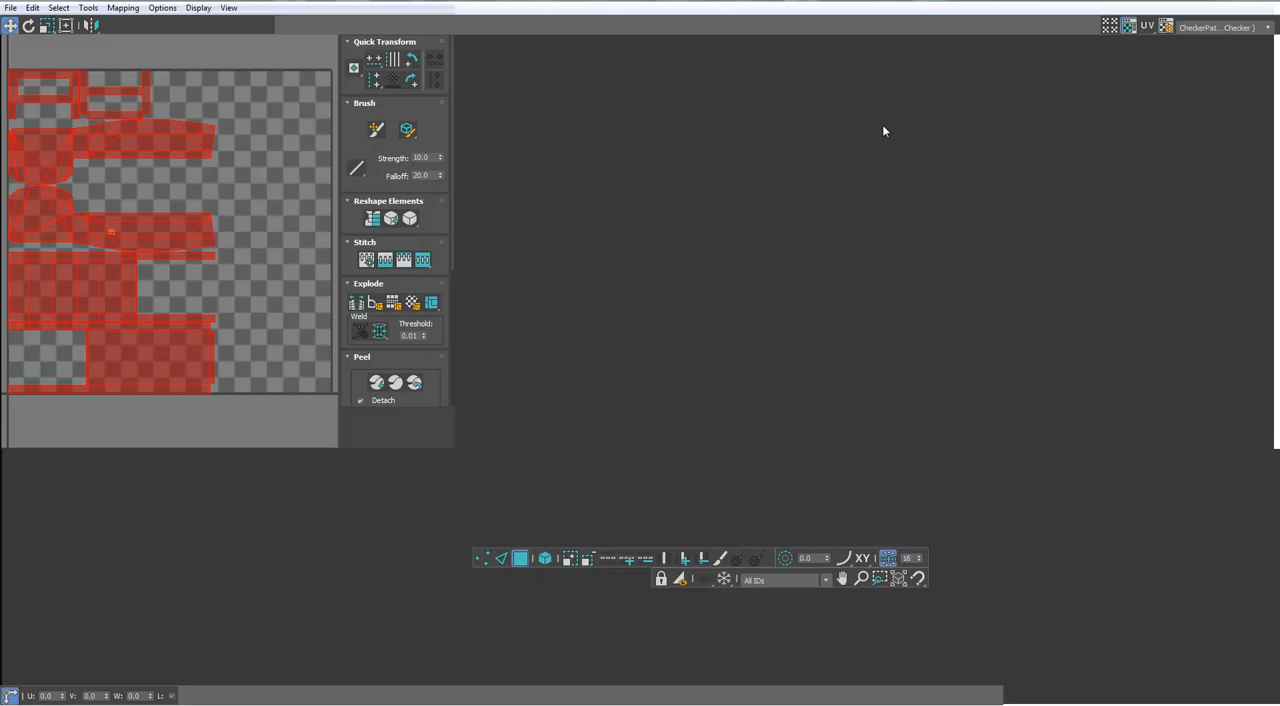 File Edit Select Tools Mapping Options Display View
UV CheckerPat... Checker )
Quick Transform
Brush
Strength: 10.0
Falloff: 20.0
Reshape Elements
Stitch
Explode
Weld
Threshold:
0.01
Peel
Detach
0.0 XY 16
All IDs
U: 0.0 V: 0.0 W: 0.0 L: